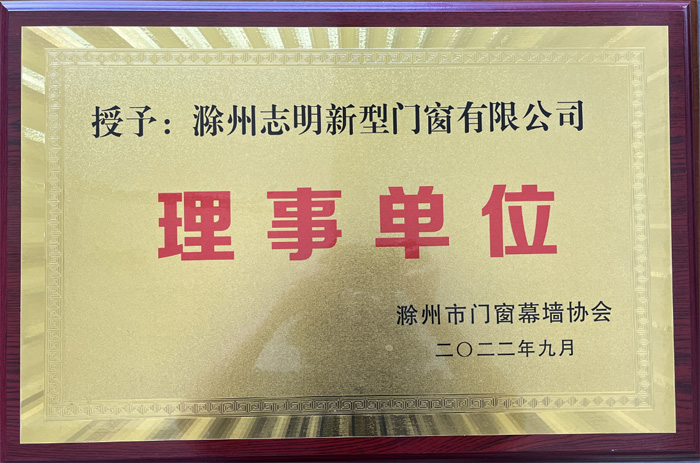 授予：滁州志明新型门窗有限公司
理事单位
滁州市门窗幕墙协会
二〇二二年九月